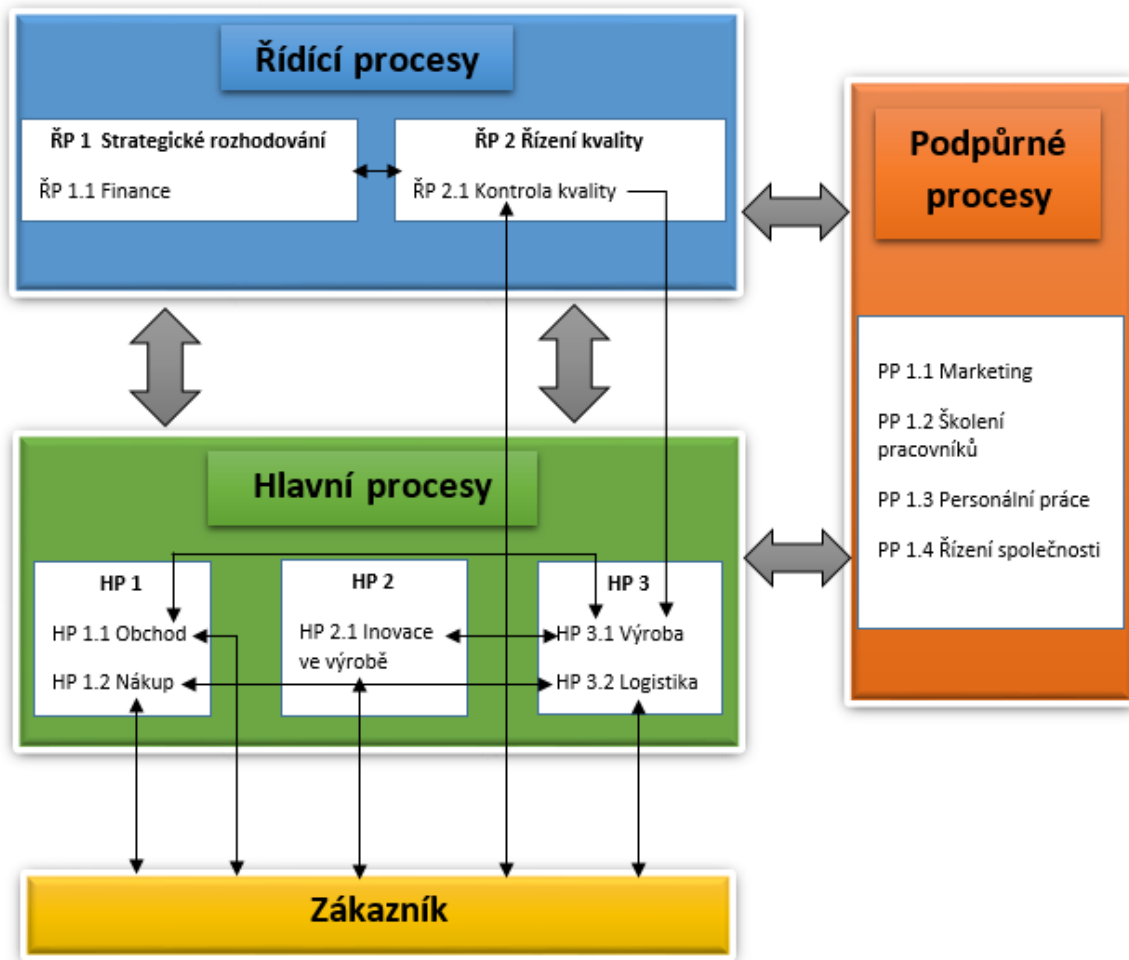 Řídící procesy
ŘP 1  Strategické rozhodování
ŘP 1.1 Finance
ŘP 2 Řízení kvality
ŘP 2.1 Kontrola kvality
Podpůrné
procesy
PP 1.1 Marketing
PP 1.2 Školení
pracovníků
PP 1.3 Personální práce
PP 1.4 Řízení společnosti
Hlavní procesy
HP 1
HP 1.1 Obchod
HP 1.2 Nákup
HP 2
HP 2.1 Inovace
ve výrobě
HP 3
HP 3.1 Výroba
HP 3.2 Logistika
Zákazník